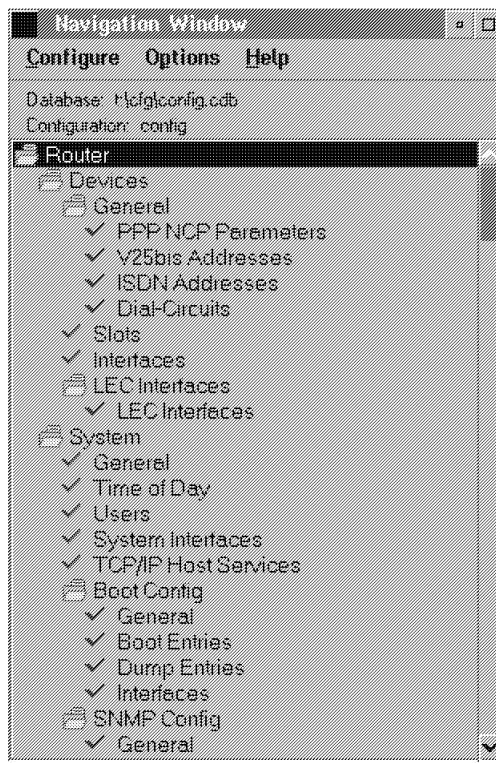 Navigation Window
Configure Options Help
Database: f:\cfg\config.cdb
Configuration: config
Router
Devices
General
PPP NCP Parameters
V25bis Addresses
ISDN Addresses
Dial-Circuits
Slots
Interfaces
LEC Interfaces
LEC Interfaces
System
General
Time of Day
Users
System Interfaces
TCP/IP Host Services
Boot Config
General
Boot Entries
Dump Entries
Interfaces
SNMP Config
General